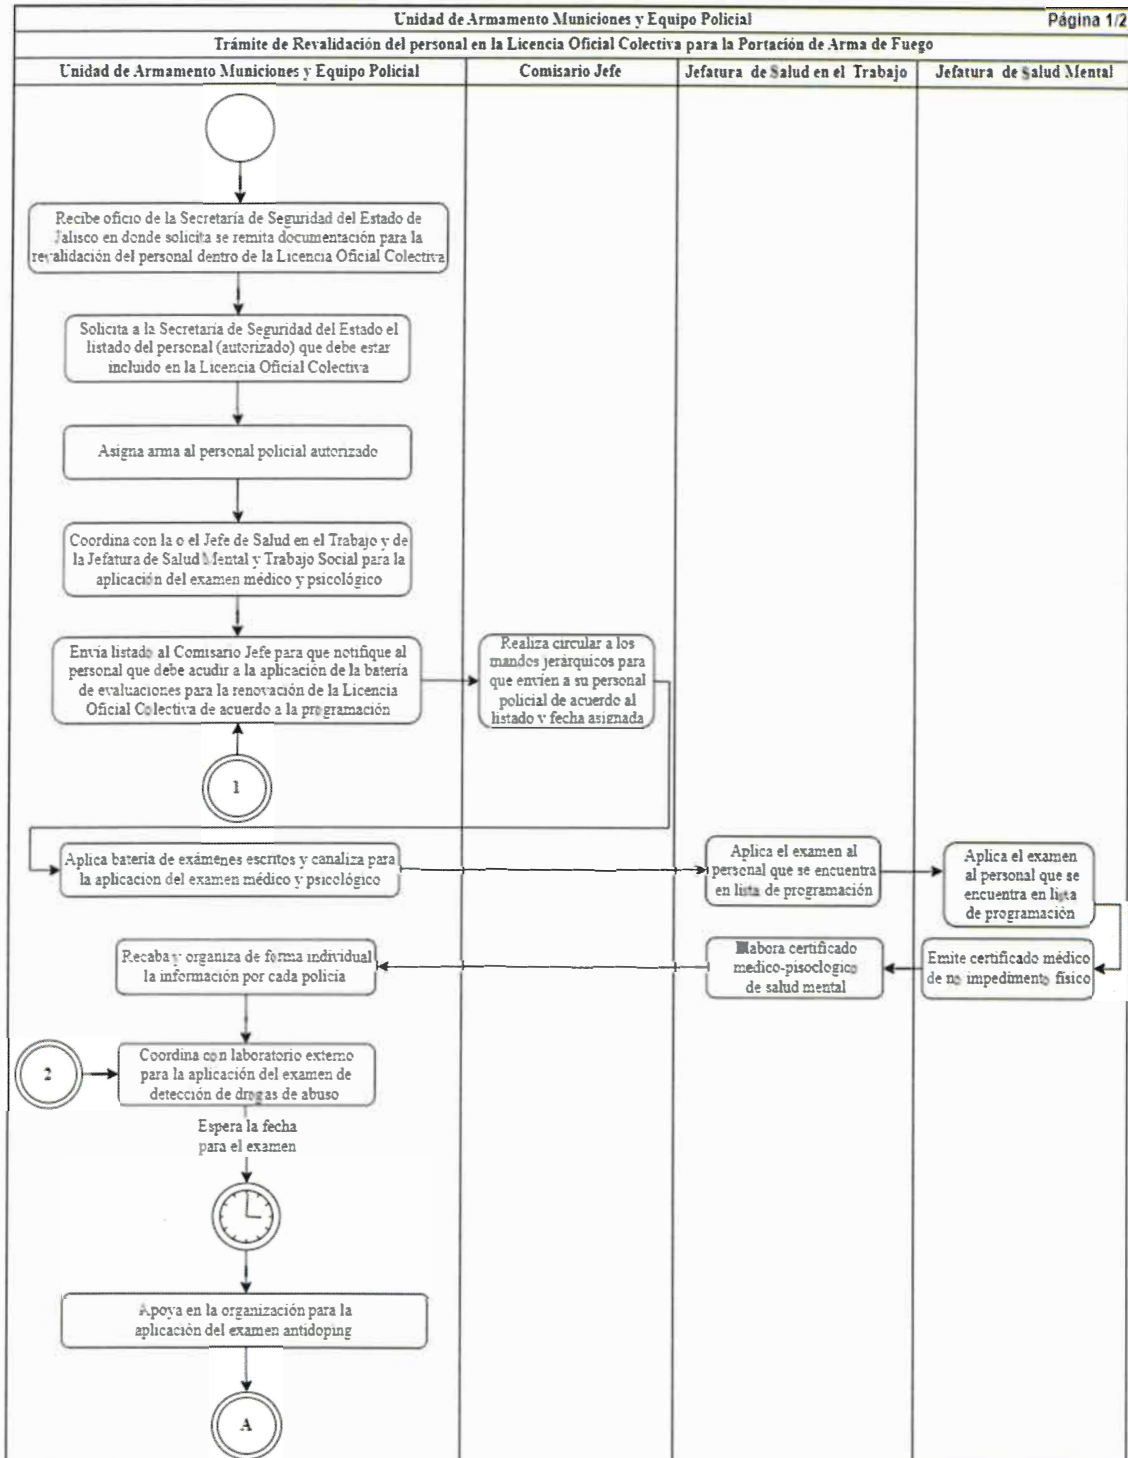 Unidad de Armamento Municiones y Equipo Policial
Página 1/2
Trámite de Revalidación del personal en la Licencia Oficial Colectiva para la Portación de Arma de Fuego
Unidad de Armamento Municiones y Equipo Policial
Comisario Jefe
Jefatura de Salud en el Trabajo
Jefatura de Salud Mental
Recibe oficio de la Secretaría de Seguridad del Estado de
Jalisco en donde solicita se remita documentación para la
revalidación del personal dentro de la Licencia Oficial Colectiva
Solicita a la Secretaria de Seguridad del Estado el
listado del personal (autorizado) que debe estar
incluido en la Licencia Oficial Colectiva
Asigna arma al personal policial autorizado
Coordina con la o el Jefe de Salud en el Trabajo y de
la Jefatura de Salud Mental y Trabajo Social para la
aplicación del examen médico y psicológico
Envía listado al Comisario Jefe para que notifique al
personal que debe acudir a la aplicación de la batería
de evaluaciones para la renovación de la Licencia
Oficial Colectiva de acuerdo a la programación
Realiza circular a los
mandos jerárquicos para
que envíen a su personal
policial de acuerdo al
listado y fecha asignada
1
Aplica batería de exámenes escritos y canaliza para
la aplicacion del examen médico y psicológico
Aplica el examen al
personal que se encuentra
en lista de programación
Aplica el examen
al personal que se
encuentra en lista
de programación
Recaba y organiza de forma individual
la información por cada policía
Elabora certificado
medico-pisoclogico
de salud mental
Emite certificado médico
de no impedimento físico
2
Coordina con laboratorio externo
para la aplicación del examen de
detección de drogas de abuso
Espera la fecha
para el examen
Apoya en la organización para la
aplicación del examen antidoping
A